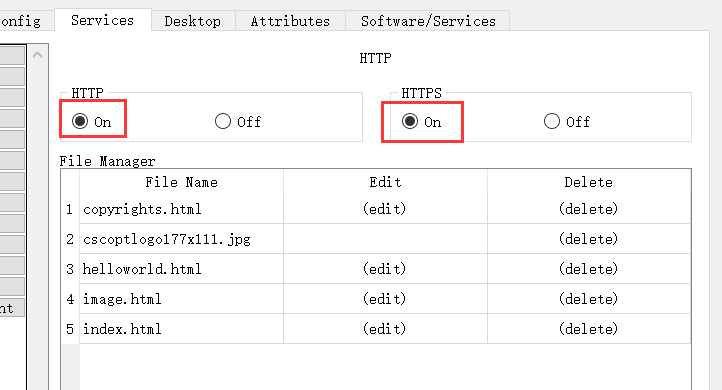 onfig Services Desktop Attributes Software/Services
HTTP
HTTP HTTPS
On Off On Off
File Manager
File Name Edit Delete
1 copyrights.html (edit) (delete)
2 cscoptlogo177x111.jpg (delete)
3 helloworld.html (edit) (delete)
4 image.html (edit) (delete)
nt
5 index.html (edit) (delete)